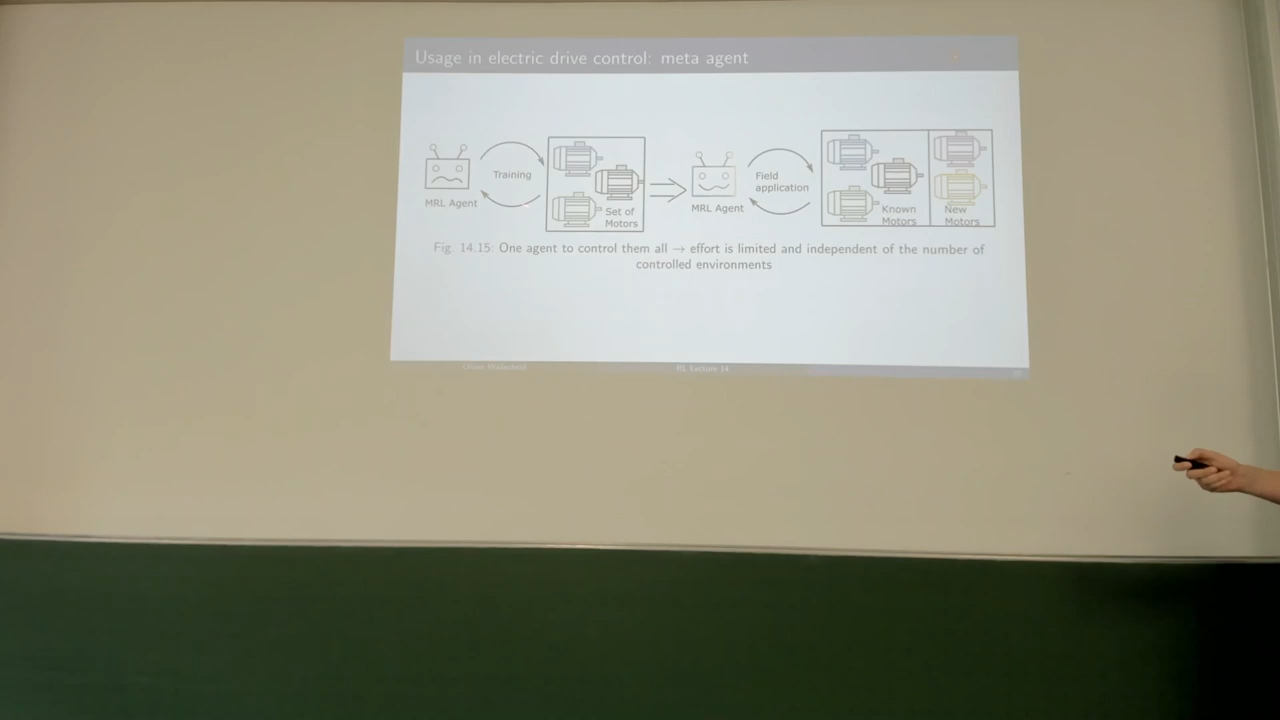 Usage in electric drive control: meta agent
Training
MRL Agent
Set of
Motors
MRL Agent
Field
application
Known
Motors
New
Motors
Fig. 14.15: One agent to control them all → effort is limited and independent of the number of
controlled environments
RL Lecture 14